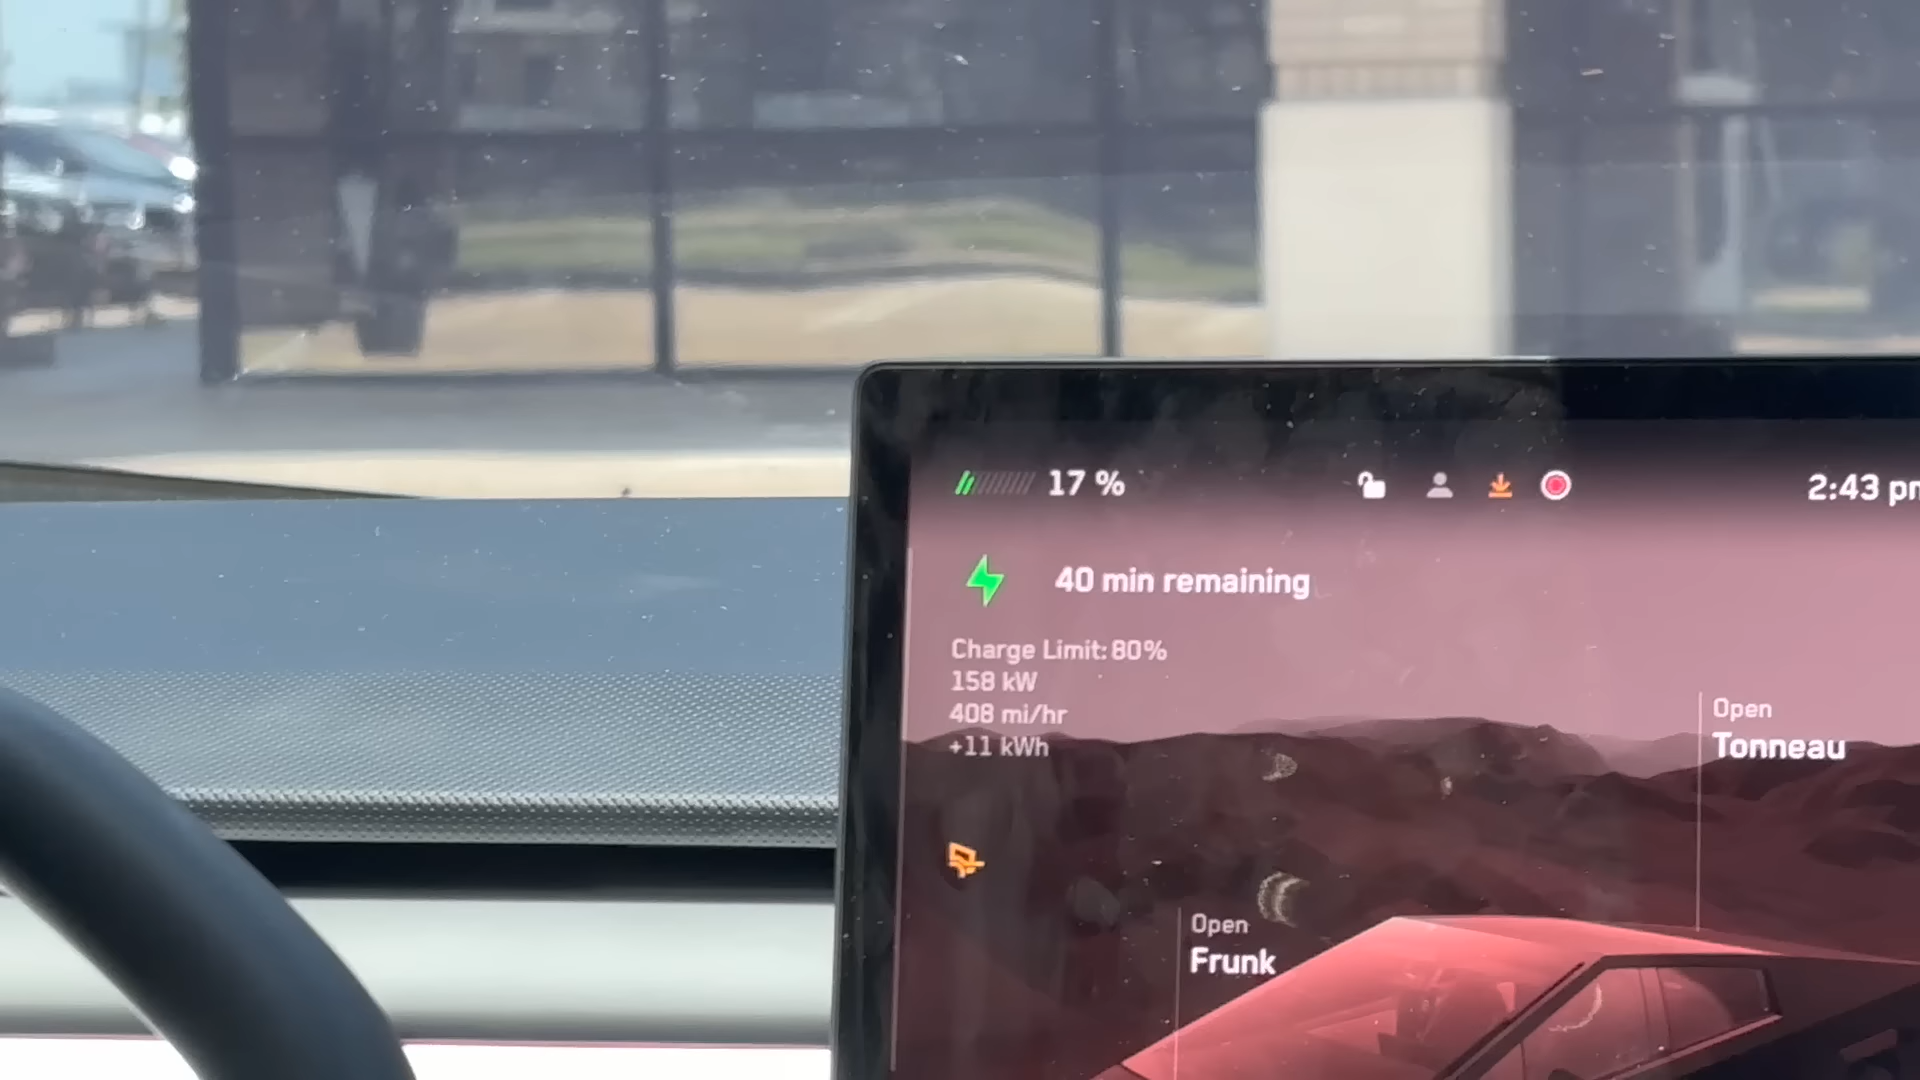 17 %
2:43 pm
40 min remaining
Charge Limit: 80%
158 kW
408 mi/hr
+11 kWh
Open
Tonneau
Open
Frunk